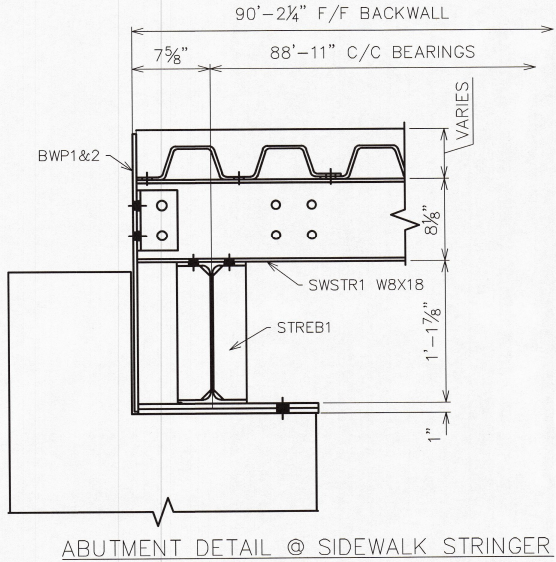 90'-2¼" F/F BACKWALL
7⅝"
88'-11" C/C BEARINGS
VARIES
BWP1&2
8⅛"
SWSTR1 W8X18
STREB1
1'-1⅞"
1"
ABUTMENT DETAIL @ SIDEWALK STRINGER